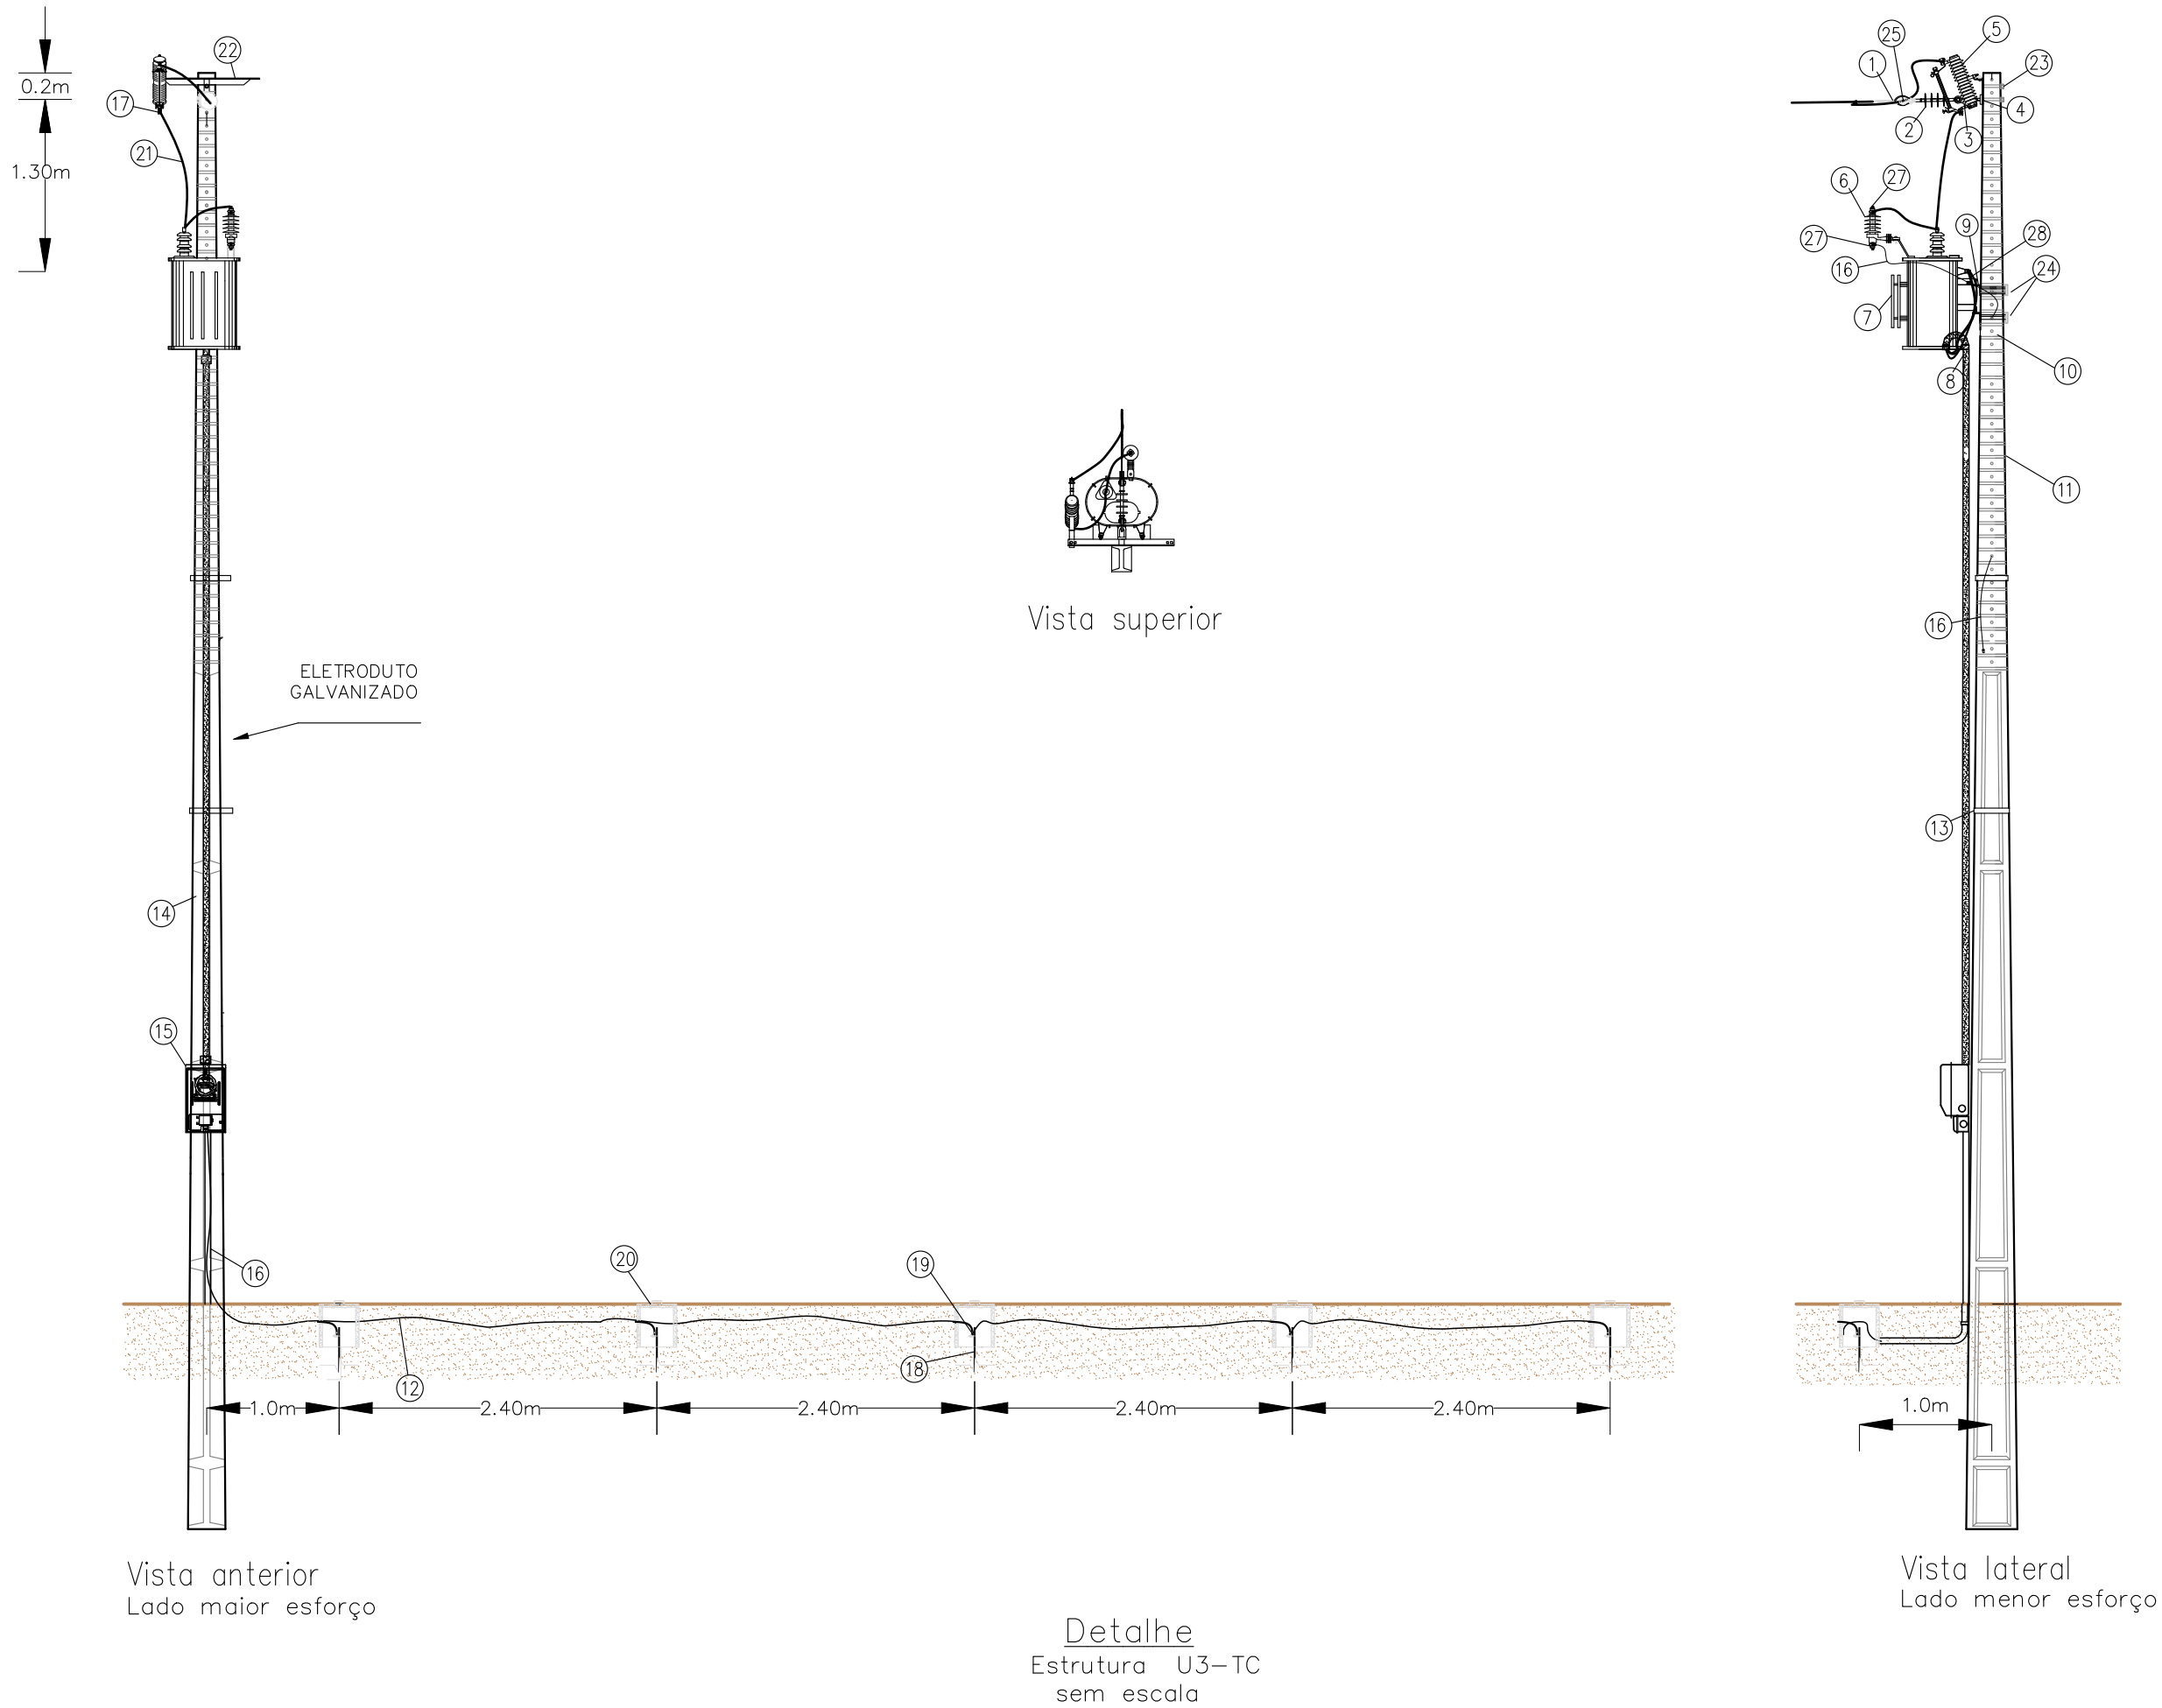 22
0.2m
17
21
1.30m
ELETRODUTO
GALVANIZADO
14
15
16
20
19
12
18
1.0m
2.40m
2.40m
2.40m
2.40m
Vista anterior
Lado maior esforço
Vista superior
Detalhe
Estrutura U3-TC
sem escala
25
5
1
23
4
2
3
6
27
9
28
27
16
24
7
10
8
11
16
13
1.0m
Vista lateral
Lado menor esforço